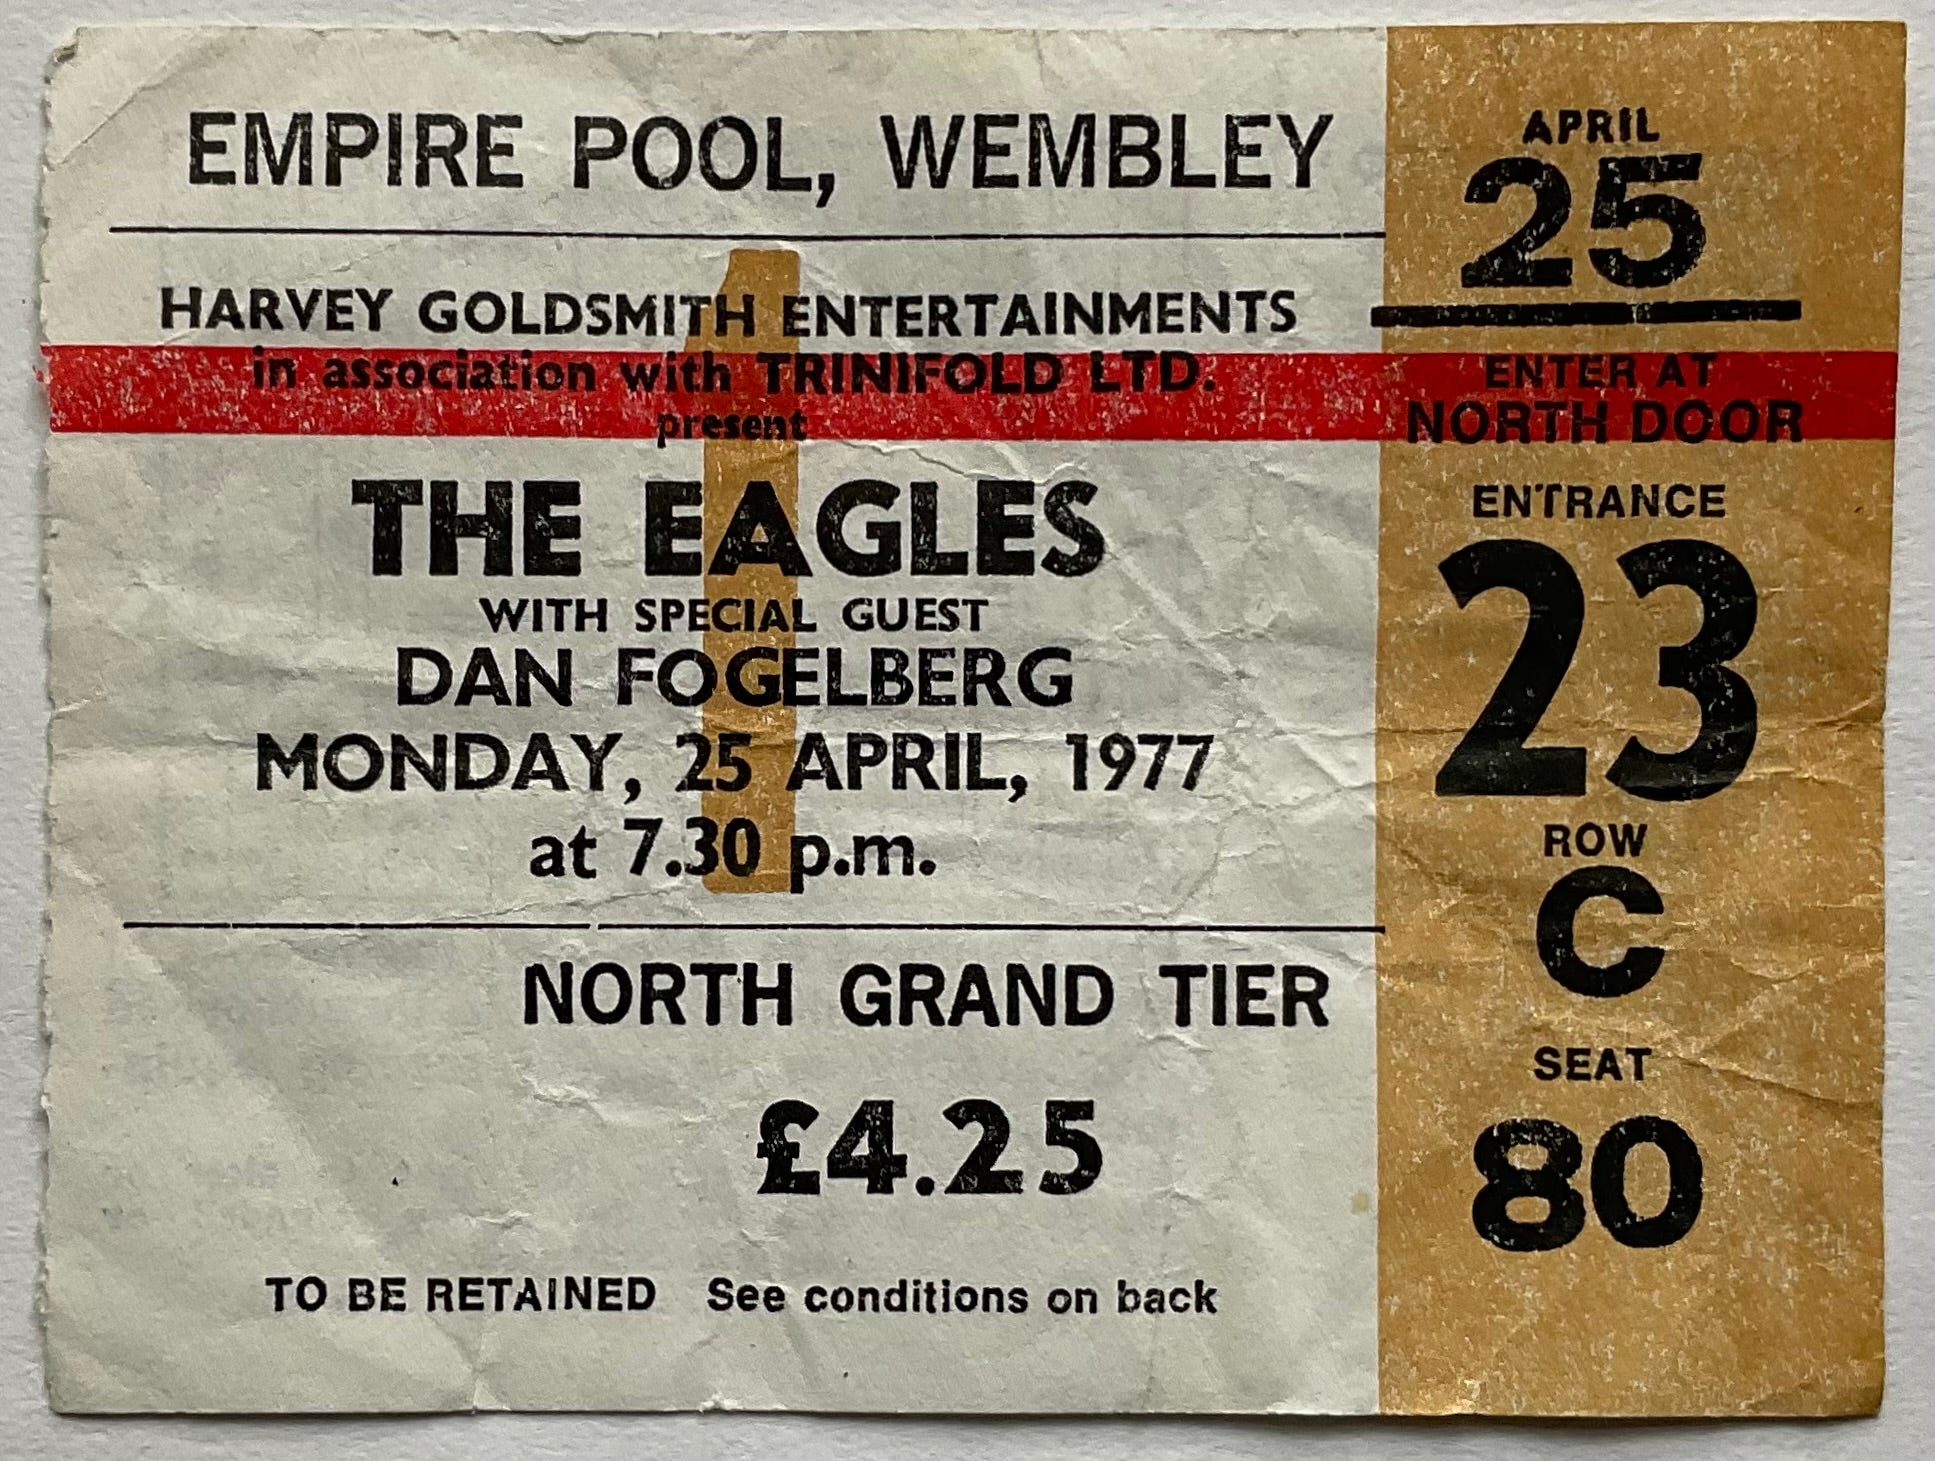 EMPIRE POOL, WEMBLEY
HARVEY GOLDSMITH ENTERTAINMENTS
in association with TRINIFOLD LTD.
present
THE EAGLES
WITH SPECIAL GUEST
DAN FOGELBERG
MONDAY, 25 APRIL, 1977
at 7.30 p.m.
NORTH GRAND TIER
£4.25
TO BE RETAINED See conditions on back
APRIL
25
ENTER AT
NORTH DOOR
ENTRANCE
23
ROW
C
SEAT
80